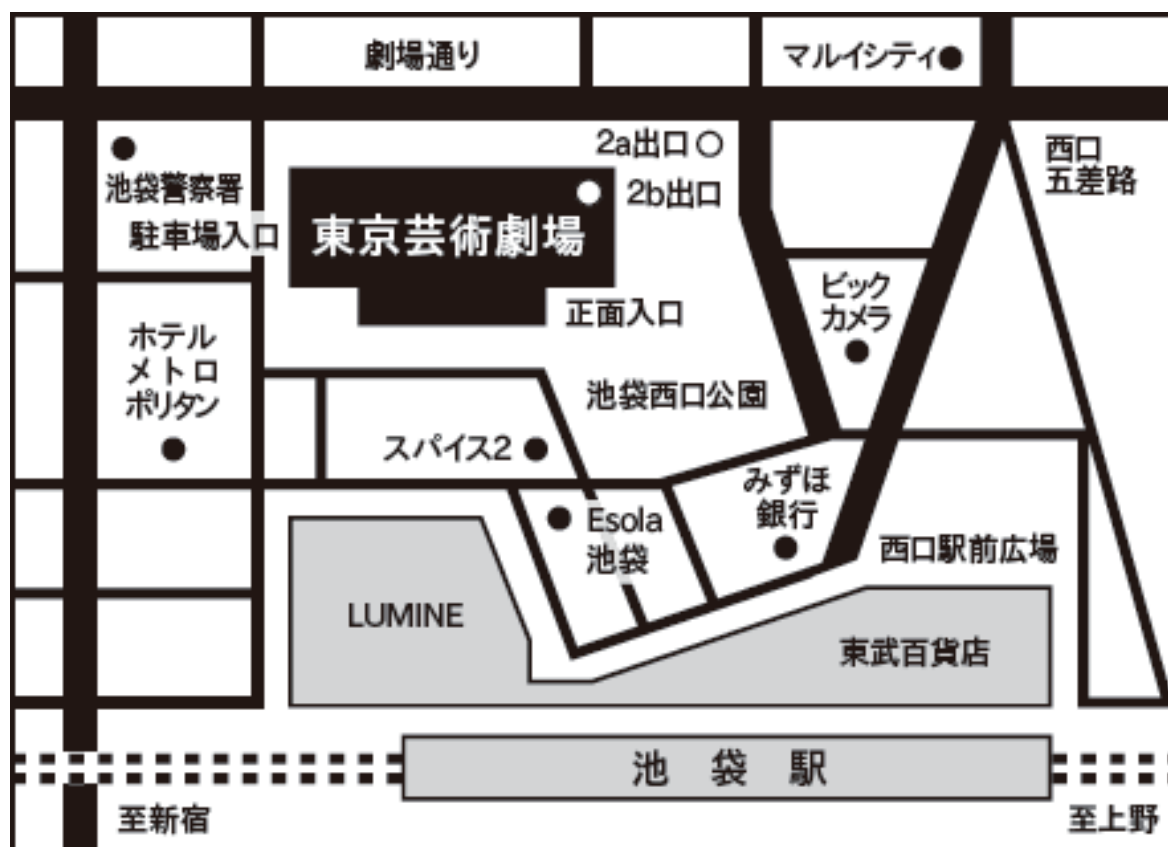 劇場通り
マルイシティ
2a出口
西口
五差路
池袋警察署
2b出口
駐車場入口
東京芸術劇場
正面入口
ビック
カメラ
ホテル
メトロ
ポリタン
池袋西口公園
スパイス2
みずほ
銀行
Esola
池袋
西口駅前広場
LUMINE
東武百貨店
池袋駅
至新宿
至上野